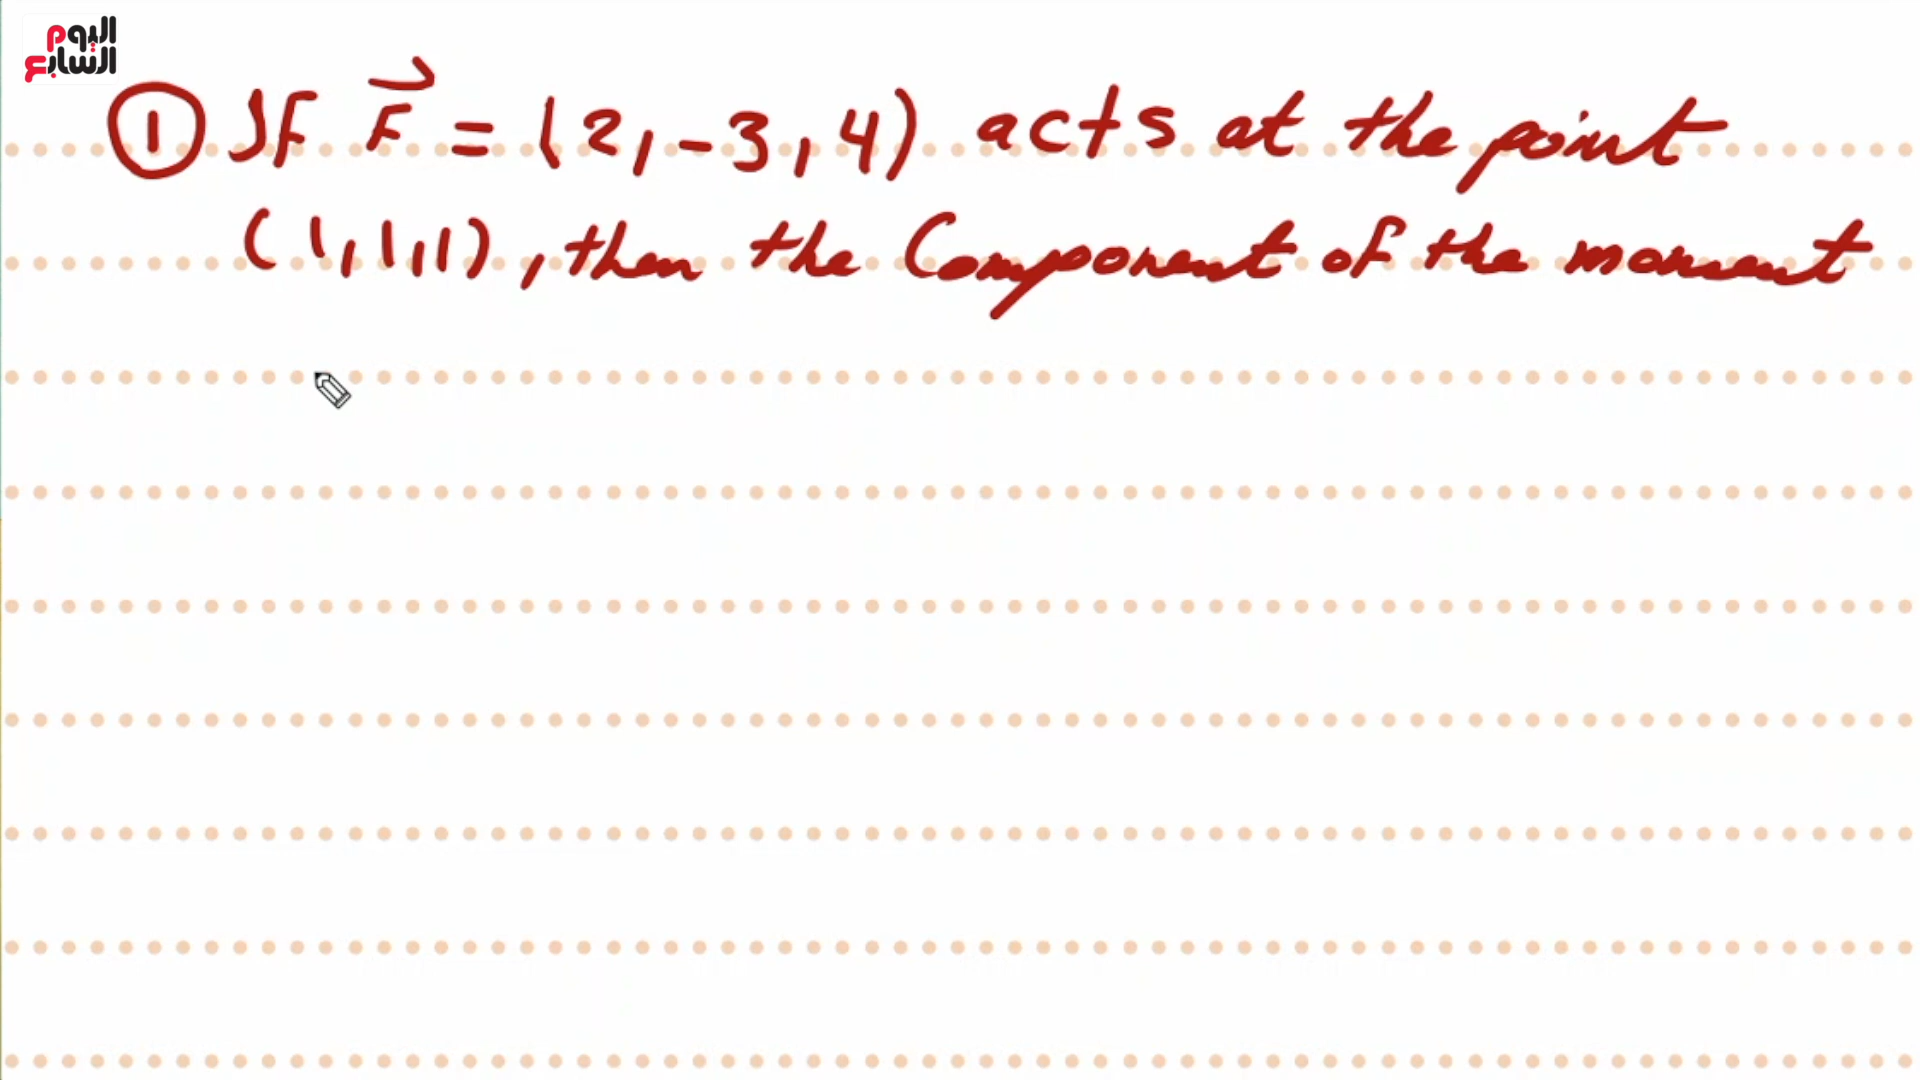 اليوم
السابع
① If F⃗ = (2, -3, 4) acts at the point
(1, 1, 1), then the Component of the moment